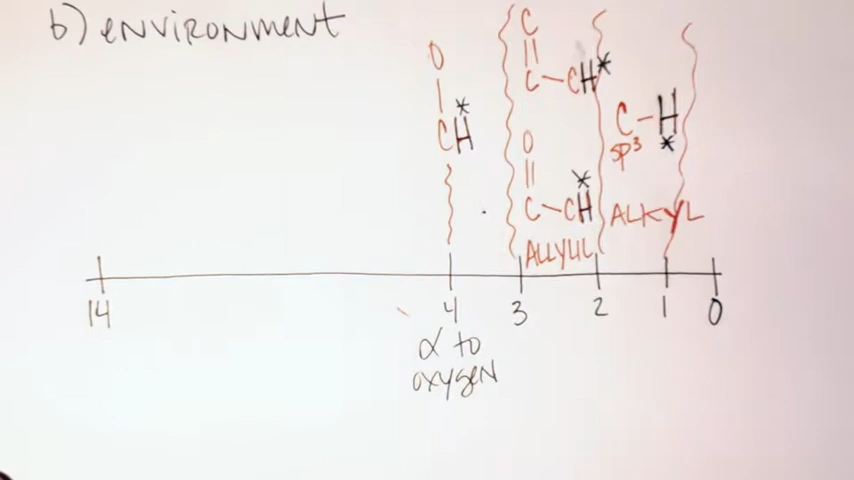 b) ENVIRONMENT
O
|
CH*
C
||
C-CH*
O
||
C-CH*
ALLYLIC
C-H*
sp³
ALKYL
14 4 3 2 1 0
α to
oxygen